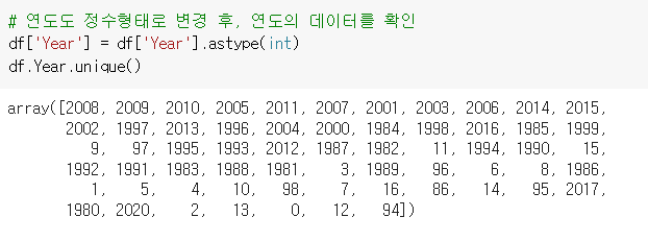 # 연도도 정수형태로 변경 후, 연도의 데이터를 확인
df['Year'] = df['Year'].astype(int)
df.Year.unique()
array([2008, 2009, 2010, 2005, 2011, 2007, 2001, 2003, 2006, 2014, 2015,
2002, 1997, 2013, 1996, 2004, 2000, 1984, 1998, 2016, 1985, 1999,
9, 97, 1995, 1993, 2012, 1987, 1982, 11, 1994, 1990, 15,
1992, 1991, 1983, 1988, 1981, 3, 1989, 96, 6, 8, 1986,
1, 5, 4, 10, 98, 7, 16, 86, 14, 95, 2017,
1980, 2020, 2, 13, 0, 12, 94])